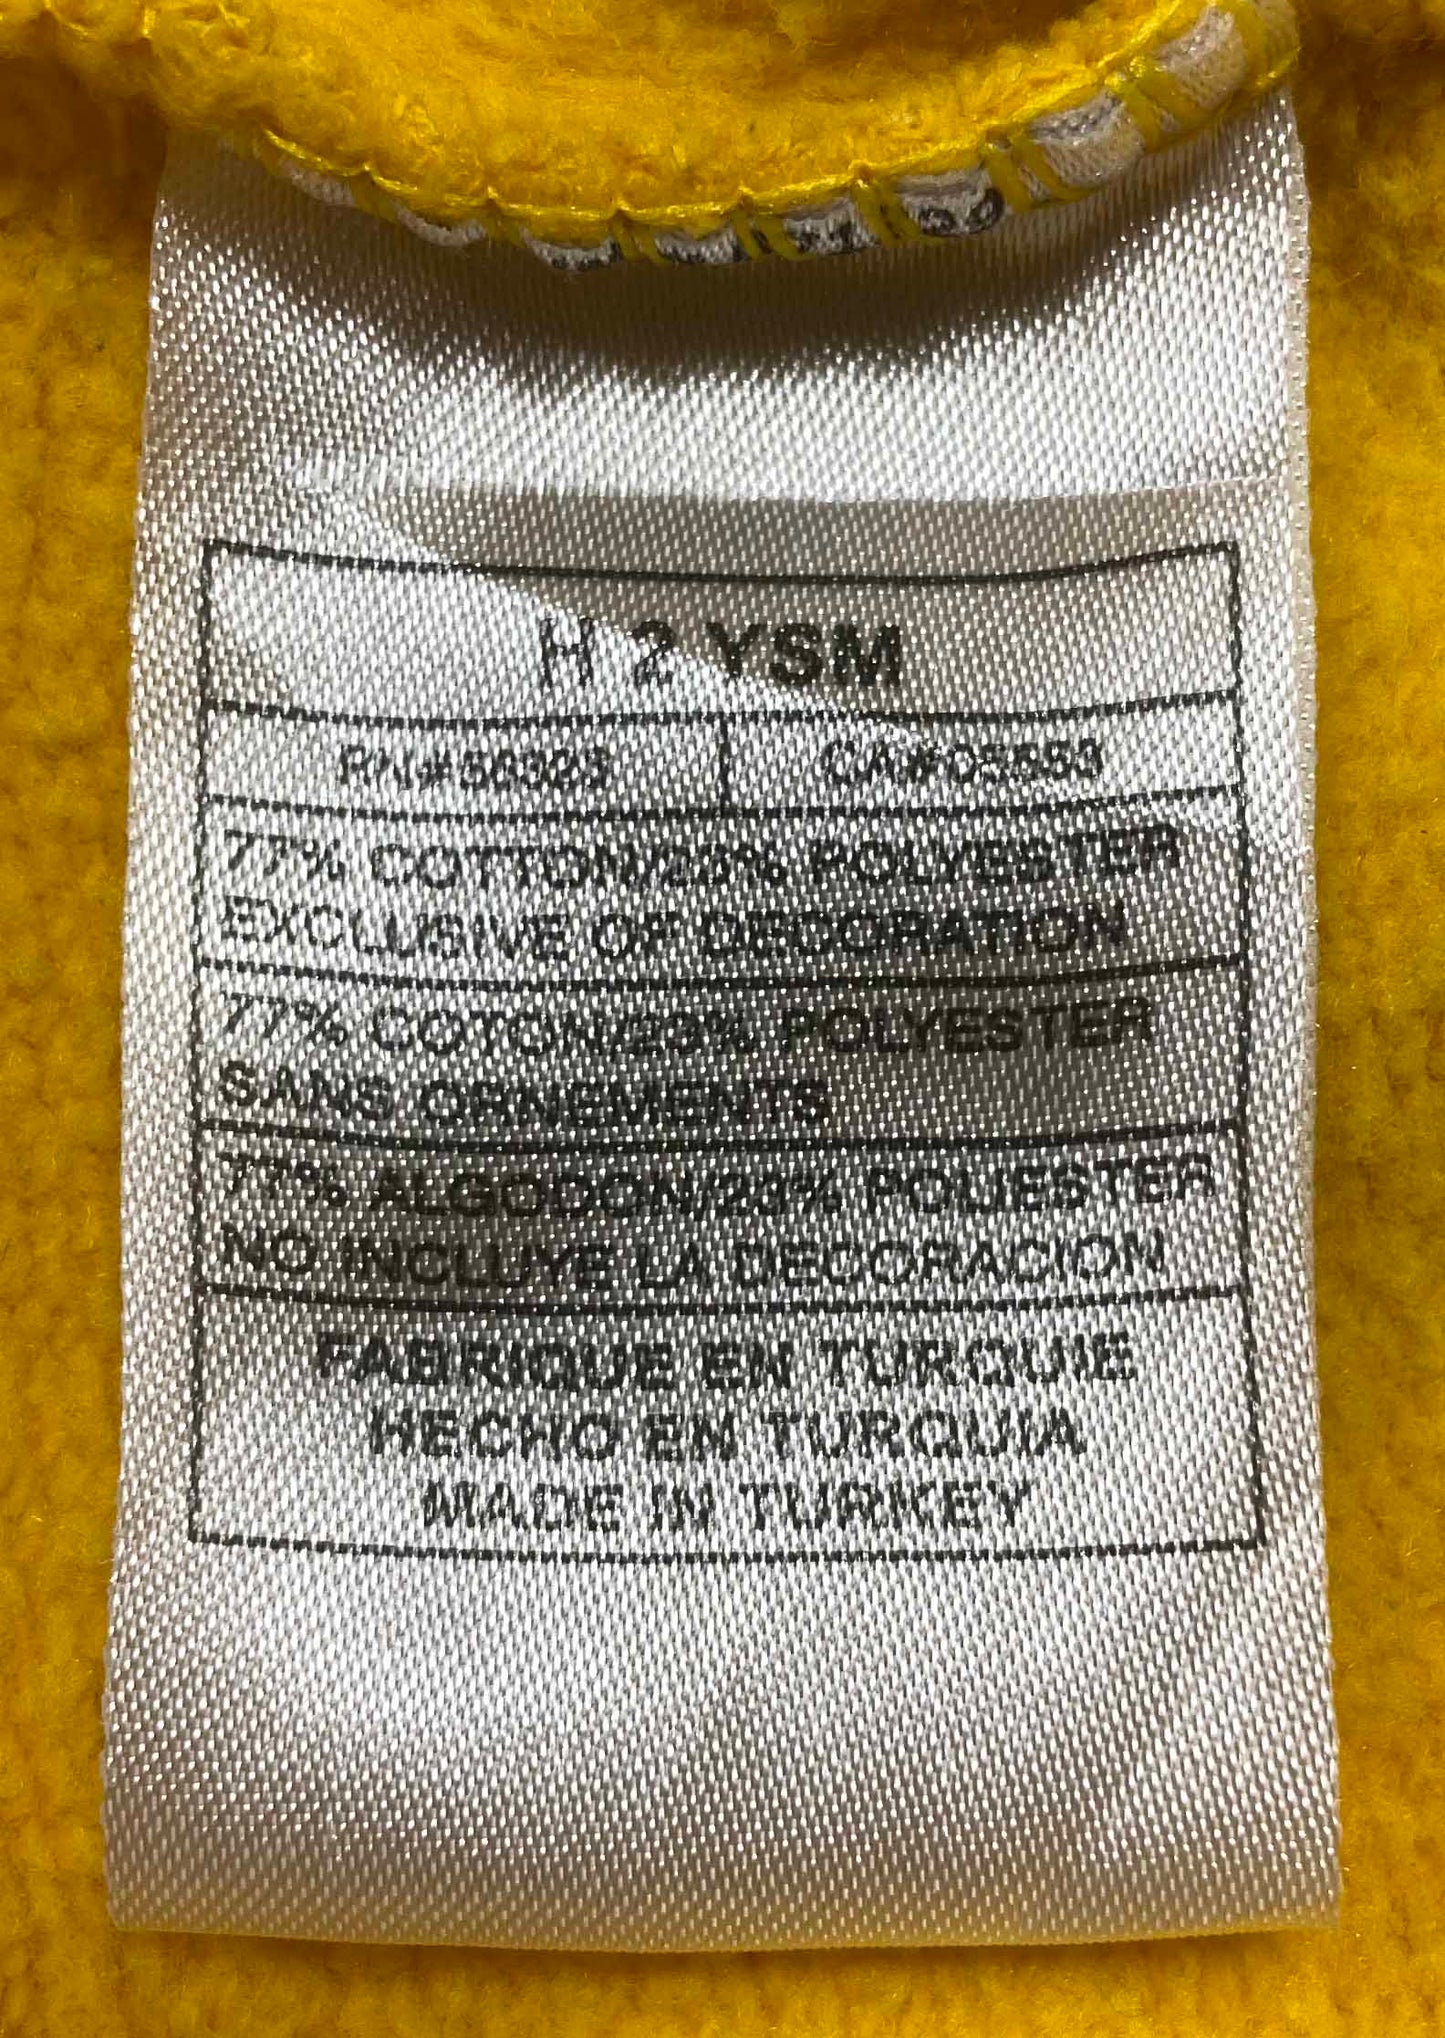 H 2 YSM
RN#56323 CA#05553
77% COTTON/23% POLYESTER
EXCLUSIVE OF DECORATION
77% COTON/23% POLYESTER
SANS ORNEMENTS
77% ALGODON/23% POLIESTER
NO INCLUYE LA DECORACION
FABRIQUE EN TURQUIE
HECHO EN TURQUIA
MADE IN TURKEY